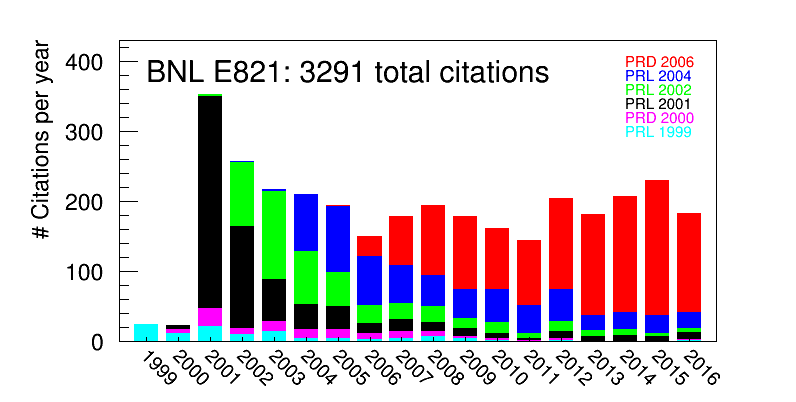 BNL E821: 3291 total citations
PRD 2006
PRL 2004
PRL 2002
PRL 2001
PRD 2000
PRL 1999
# Citations per year
400
300
200
100
0
1999 2000 2001 2002 2003 2004 2005 2006 2007 2008 2009 2010 2011 2012 2013 2014 2015 2016